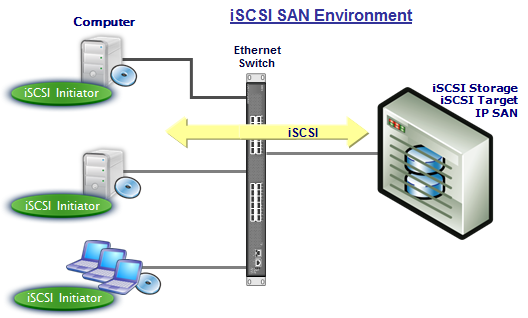 iSCSI SAN Environment
Computer
Ethernet
Switch
iSCSI Initiator
iSCSI Storage
iSCSI Target
IP SAN
iSCSI
iSCSI Initiator
iSCSI Initiator